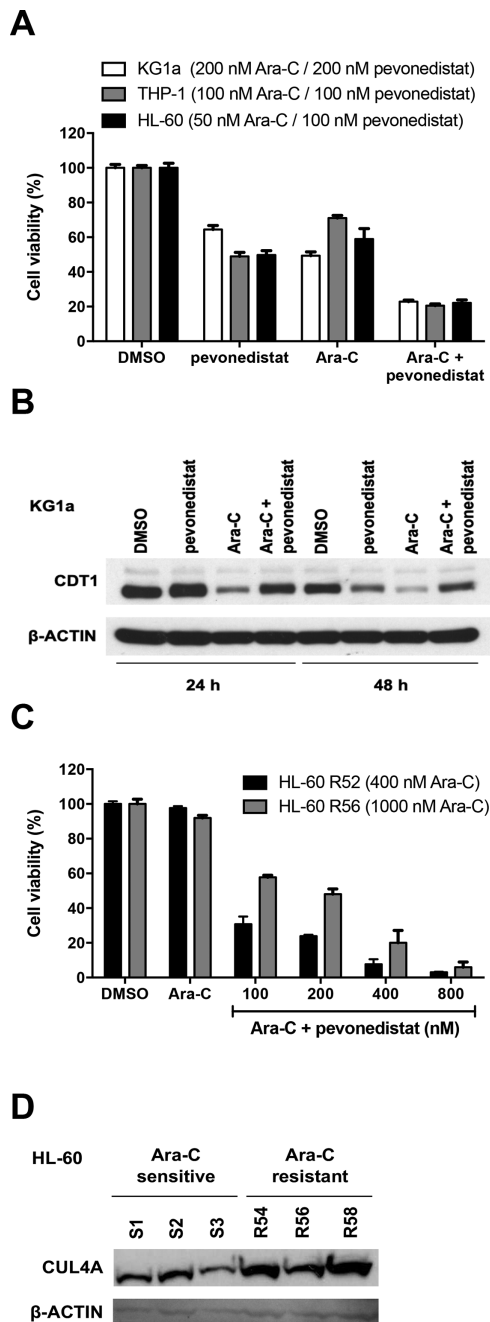 A
KG1a (200 nM Ara-C / 200 nM pevonedistat)
THP-1 (100 nM Ara-C / 100 nM pevonedistat)
HL-60 (50 nM Ara-C / 100 nM pevonedistat)
Cell viability (%)
120
100
80
60
40
20
0
DMSO pevonedistat Ara-C Ara-C + pevonedistat
B
KG1a
DMSO pevonedistat Ara-C Ara-C + pevonedistat DMSO pevonedistat Ara-C Ara-C + pevonedistat
CDT1
β-ACTIN
24 h 48 h
C
HL-60 R52 (400 nM Ara-C)
HL-60 R56 (1000 nM Ara-C)
Cell viability (%)
120
100
80
60
40
20
0
DMSO Ara-C 100 200 400 800
Ara-C + pevonedistat (nM)
D
HL-60
Ara-C sensitive
Ara-C resistant
S1 S2 S3 R54 R56 R58
CUL4A
β-ACTIN